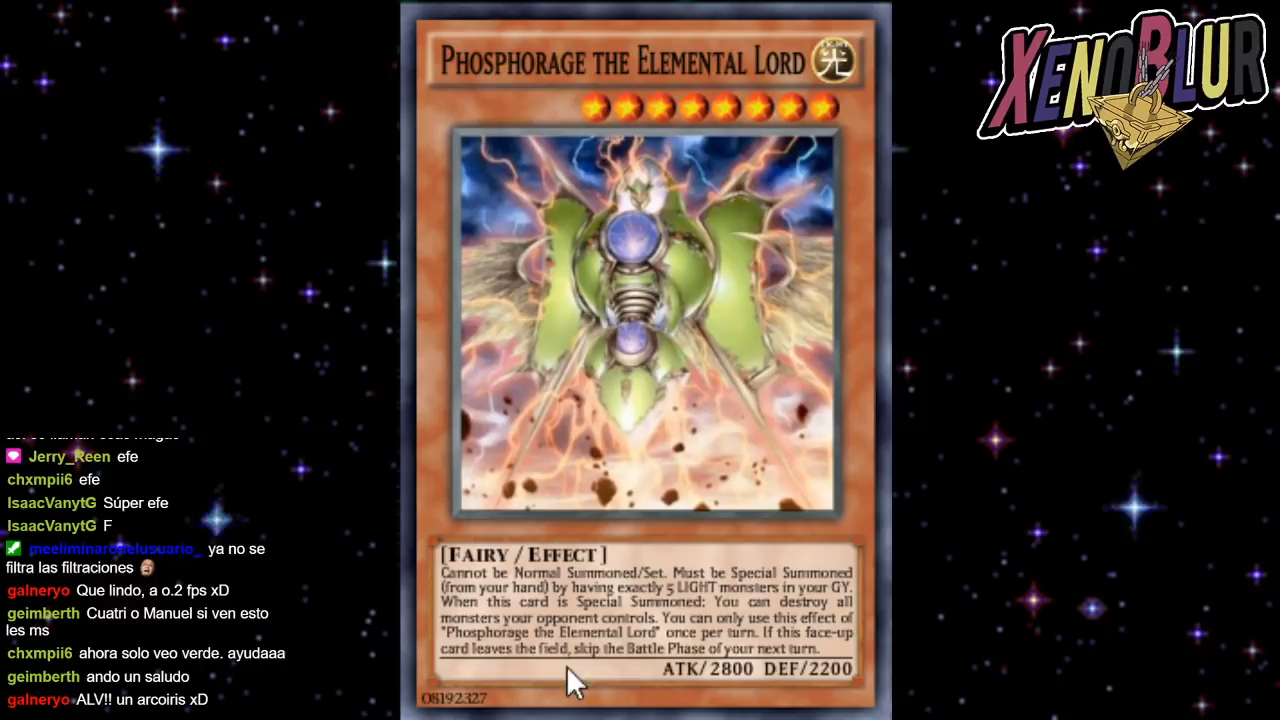 PHOSPHORAGE THE ELEMENTAL LORD
LIGHT
光
XENOBLUR
[FAIRY / EFFECT]
Cannot be Normal Summoned/Set. Must be Special Summoned
(from your hand) by having exactly 5 LIGHT monsters in your GY.
When this card is Special Summoned: You can destroy all
monsters your opponent controls. You can only use this effect of
"Phosphorage the Elemental Lord" once per turn. If this face-up
card leaves the field, skip the Battle Phase of your next turn.
ATK/2800 DEF/2200
08192327
Jerry_Reen efe
chxmpii6 efe
IsaacVanytG Súper efe
IsaacVanytG F
meeliminaronelusuario_ ya no se
filtra las filtraciones
galneryo Que lindo, a o.2 fps xD
geimberth Cuatri o Manuel si ven esto
les ms
chxmpii6 ahora solo veo verde. ayudaaa
geimberth ando un saludo
galneryo ALV!! un arcoiris xD